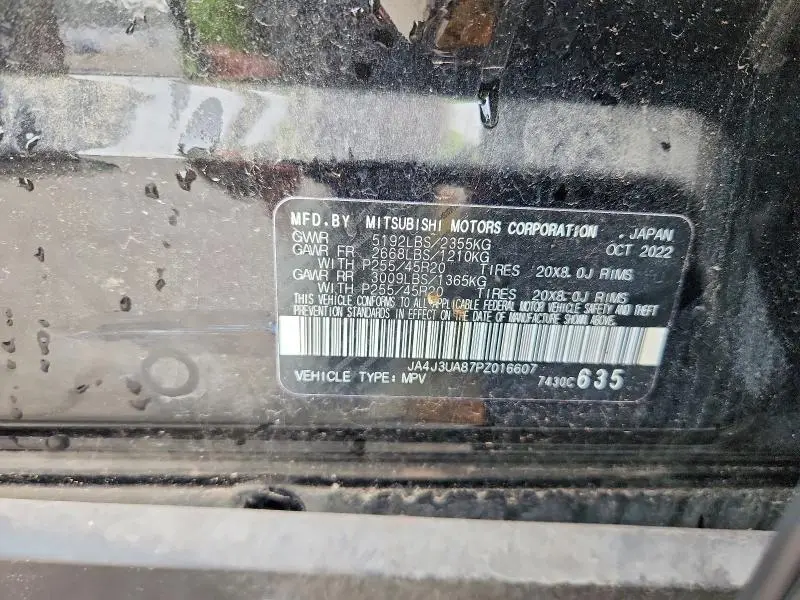 MFD.BY MITSUBISHI MOTORS CORPORATION . JAPAN
GVWR 5192LBS/2355KG OCT 2022
GAWR FR 2668LBS/1210KG
WITH P255/45R20 TIRES 20X8.0J RIMS
GAWR RR 3009LBS/1365KG
WITH P255/45R20 TIRES 20X8.0J RIMS
THIS VEHICLE CONFORMS TO ALL APPLICABLE FEDERAL MOTOR VEHICLE SAFETY AND THEFT
PREVENTION STANDARDS IN EFFECT ON THE DATE OF MANUFACTURE SHOWN ABOVE.
JA4J3UA87PZ016607
VEHICLE TYPE: MPV 7430C 635